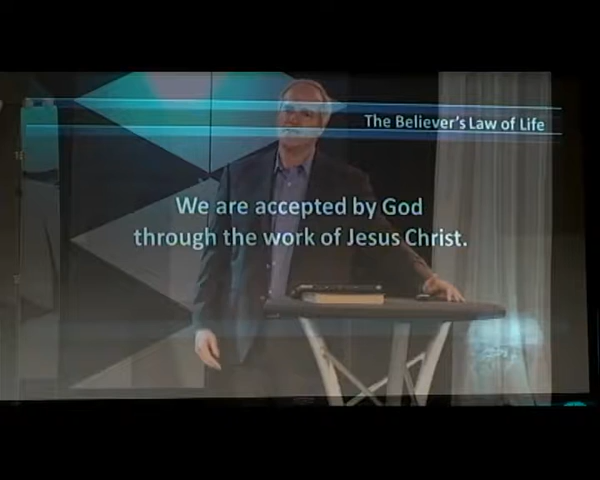 The Believer's Law of Life
We are accepted by God
through the work of Jesus Christ.